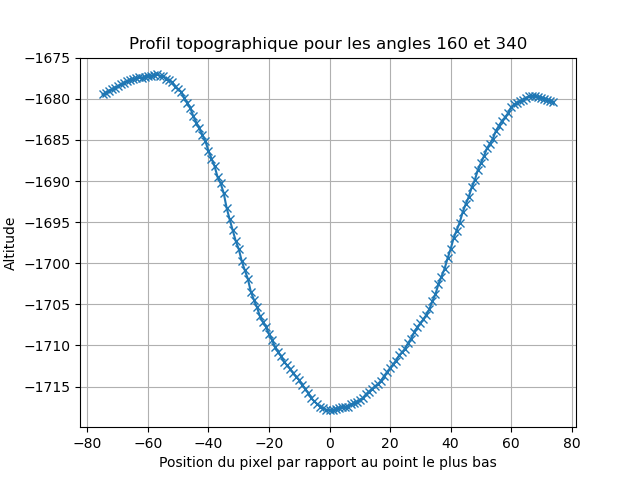 Profil topographique pour les angles 160 et 340
−1675
−1680
−1685
−1690
−1695
−1700
−1705
−1710
−1715
Altitude
−80 −60 −40 −20 0 20 40 60 80
Position du pixel par rapport au point le plus bas